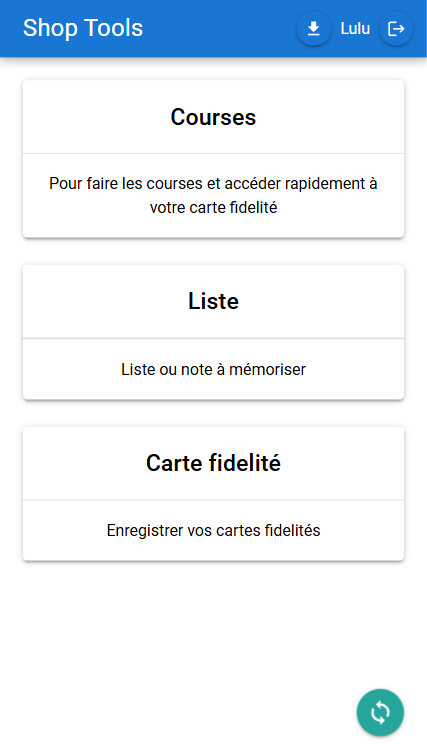 Shop Tools
Lulu
Courses
Pour faire les courses et accéder rapidement à
votre carte fidelité
Liste
Liste ou note à mémoriser
Carte fidelité
Enregistrer vos cartes fidelités